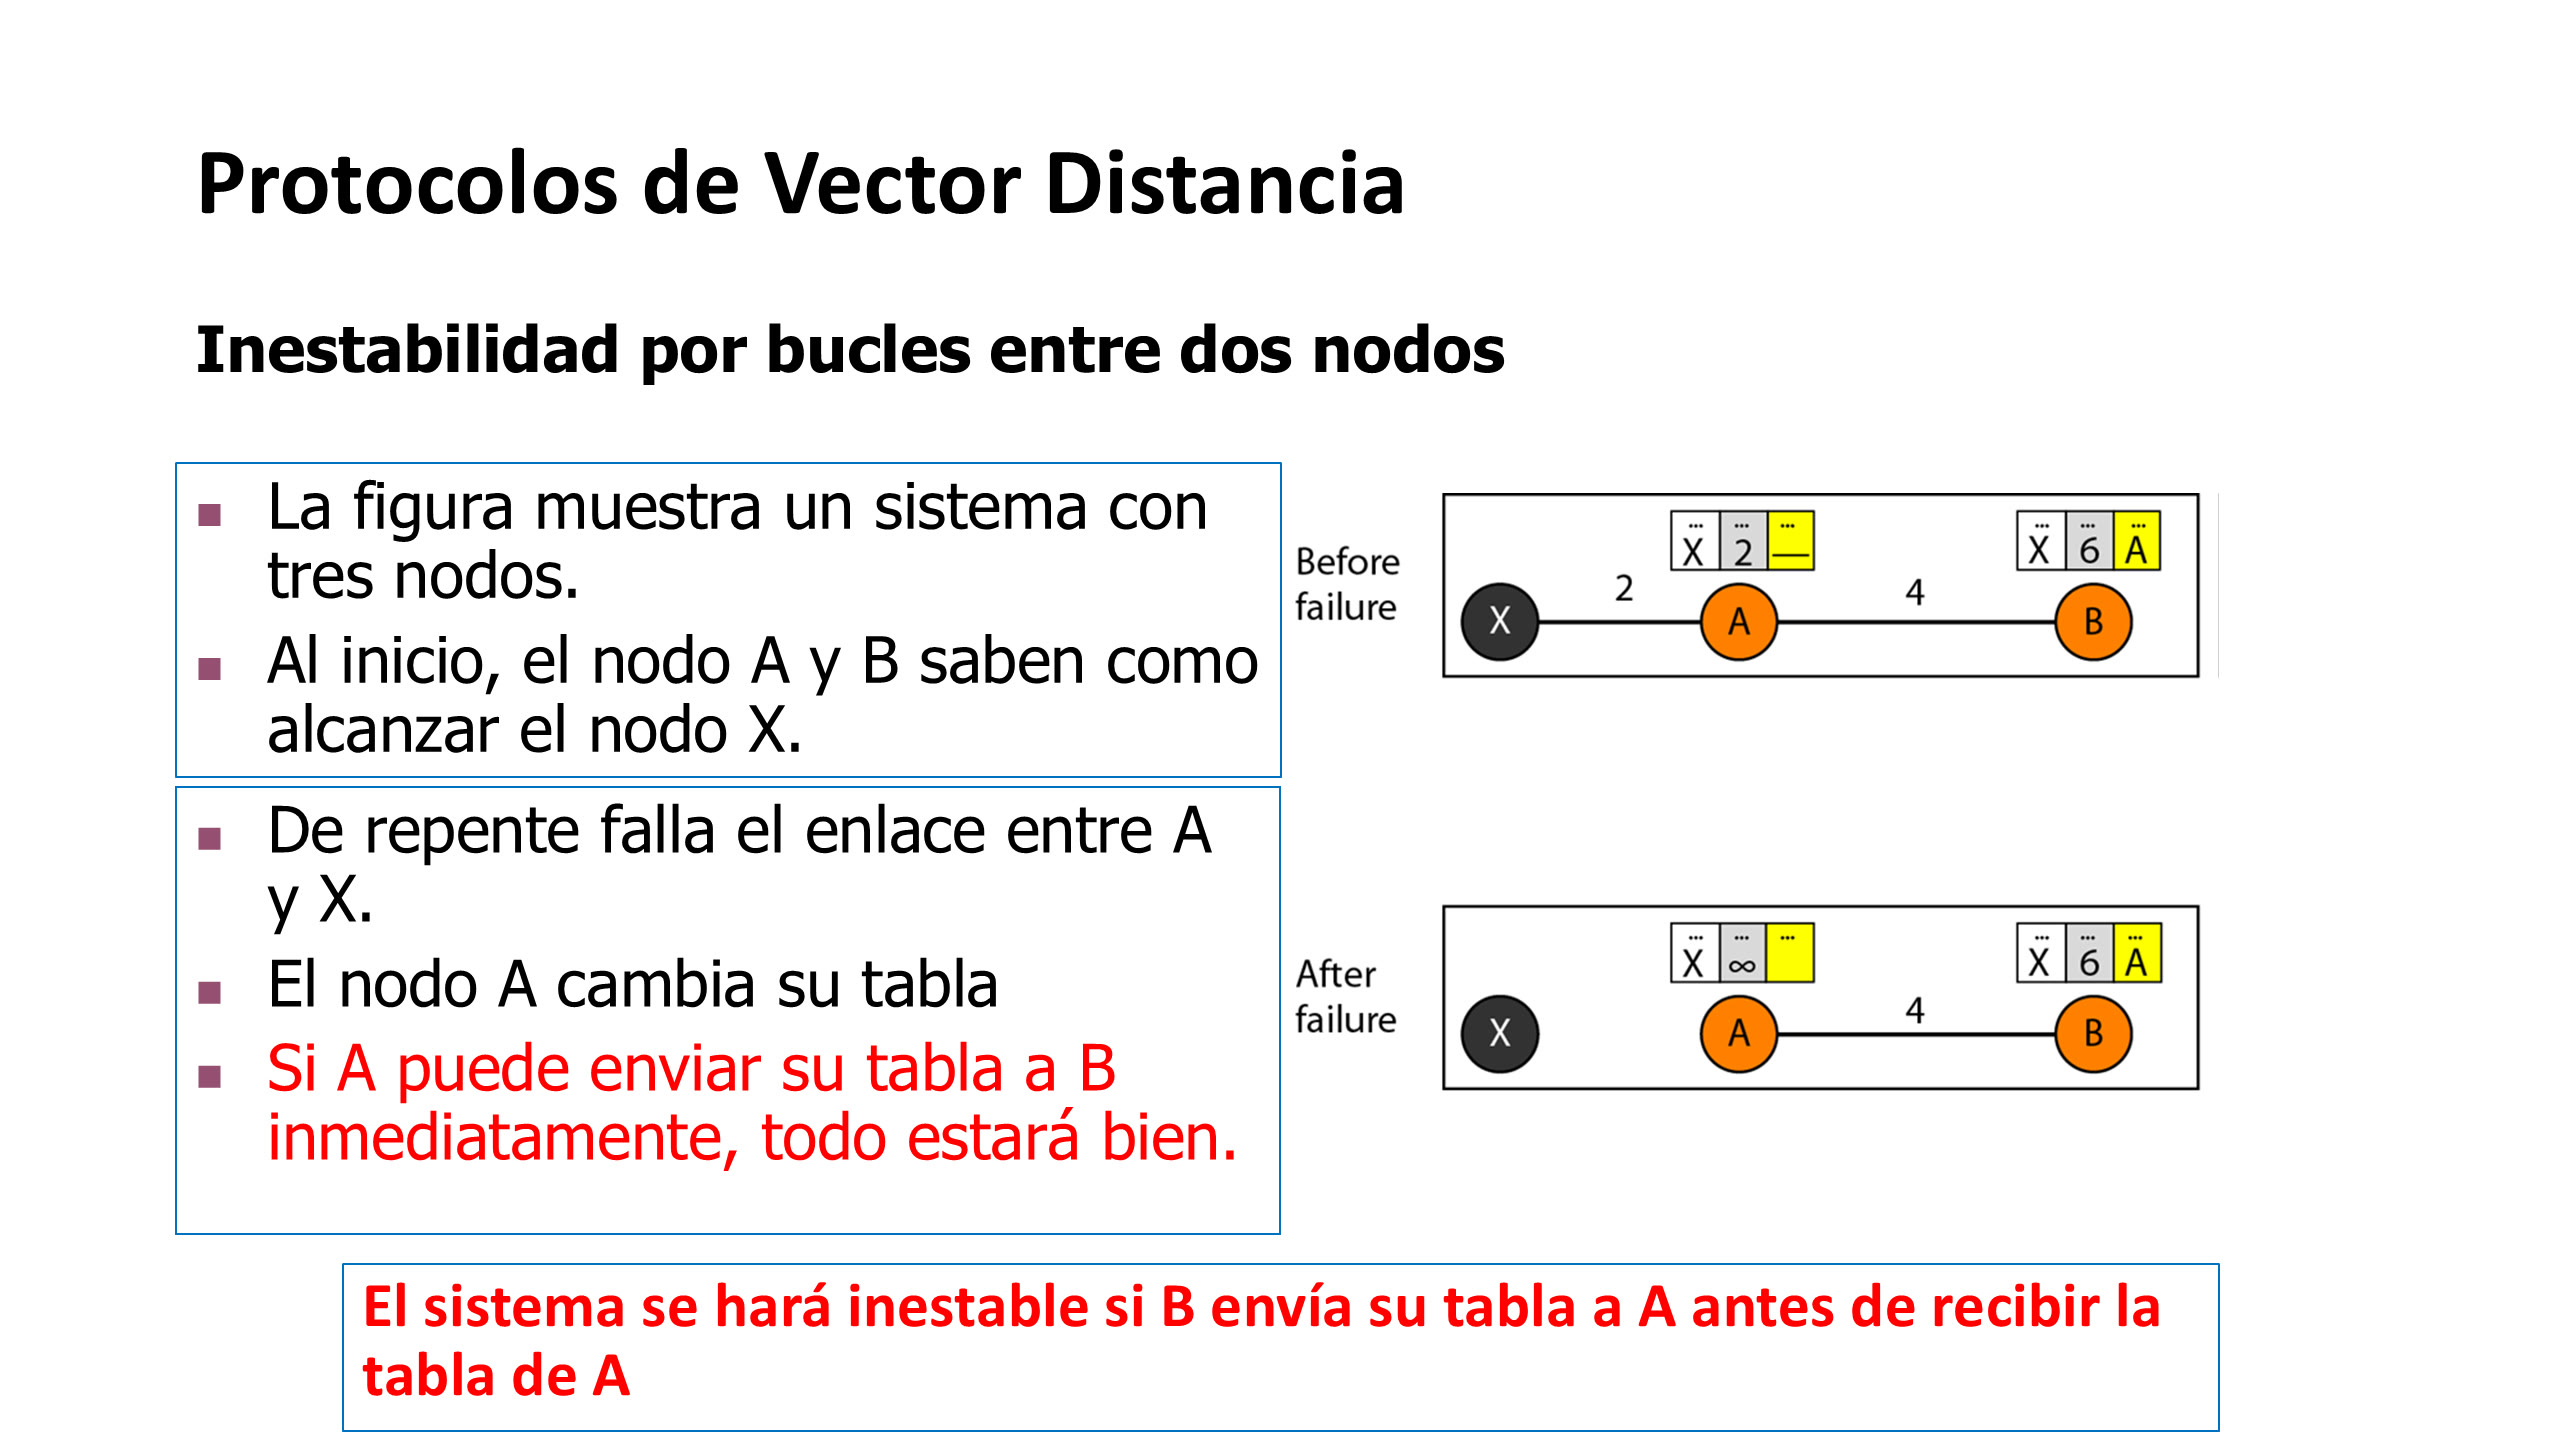 Protocolos de Vector Distancia
Inestabilidad por bucles entre dos nodos
La figura muestra un sistema con
tres nodos.
Al inicio, el nodo A y B saben como
alcanzar el nodo X.
De repente falla el enlace entre A
y X.
El nodo A cambia su tabla
Si A puede enviar su tabla a B
inmediatamente, todo estará bien.
Before
failure
... ... ...
X 2 —
... ... ...
X 6 A
2
4
X
A
B
After
failure
... ... ...
X ∞
... ... ...
X 6 A
4
X
A
B
El sistema se hará inestable si B envía su tabla a A antes de recibir la
tabla de A